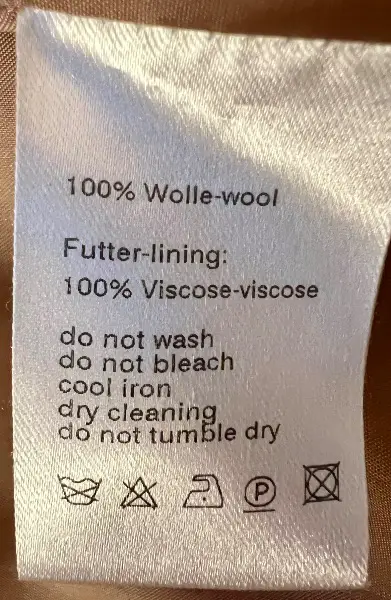 100% Wolle-wool
Futter-lining:
100% Viscose-viscose
do not wash
do not bleach
cool iron
dry cleaning
do not tumble dry
P